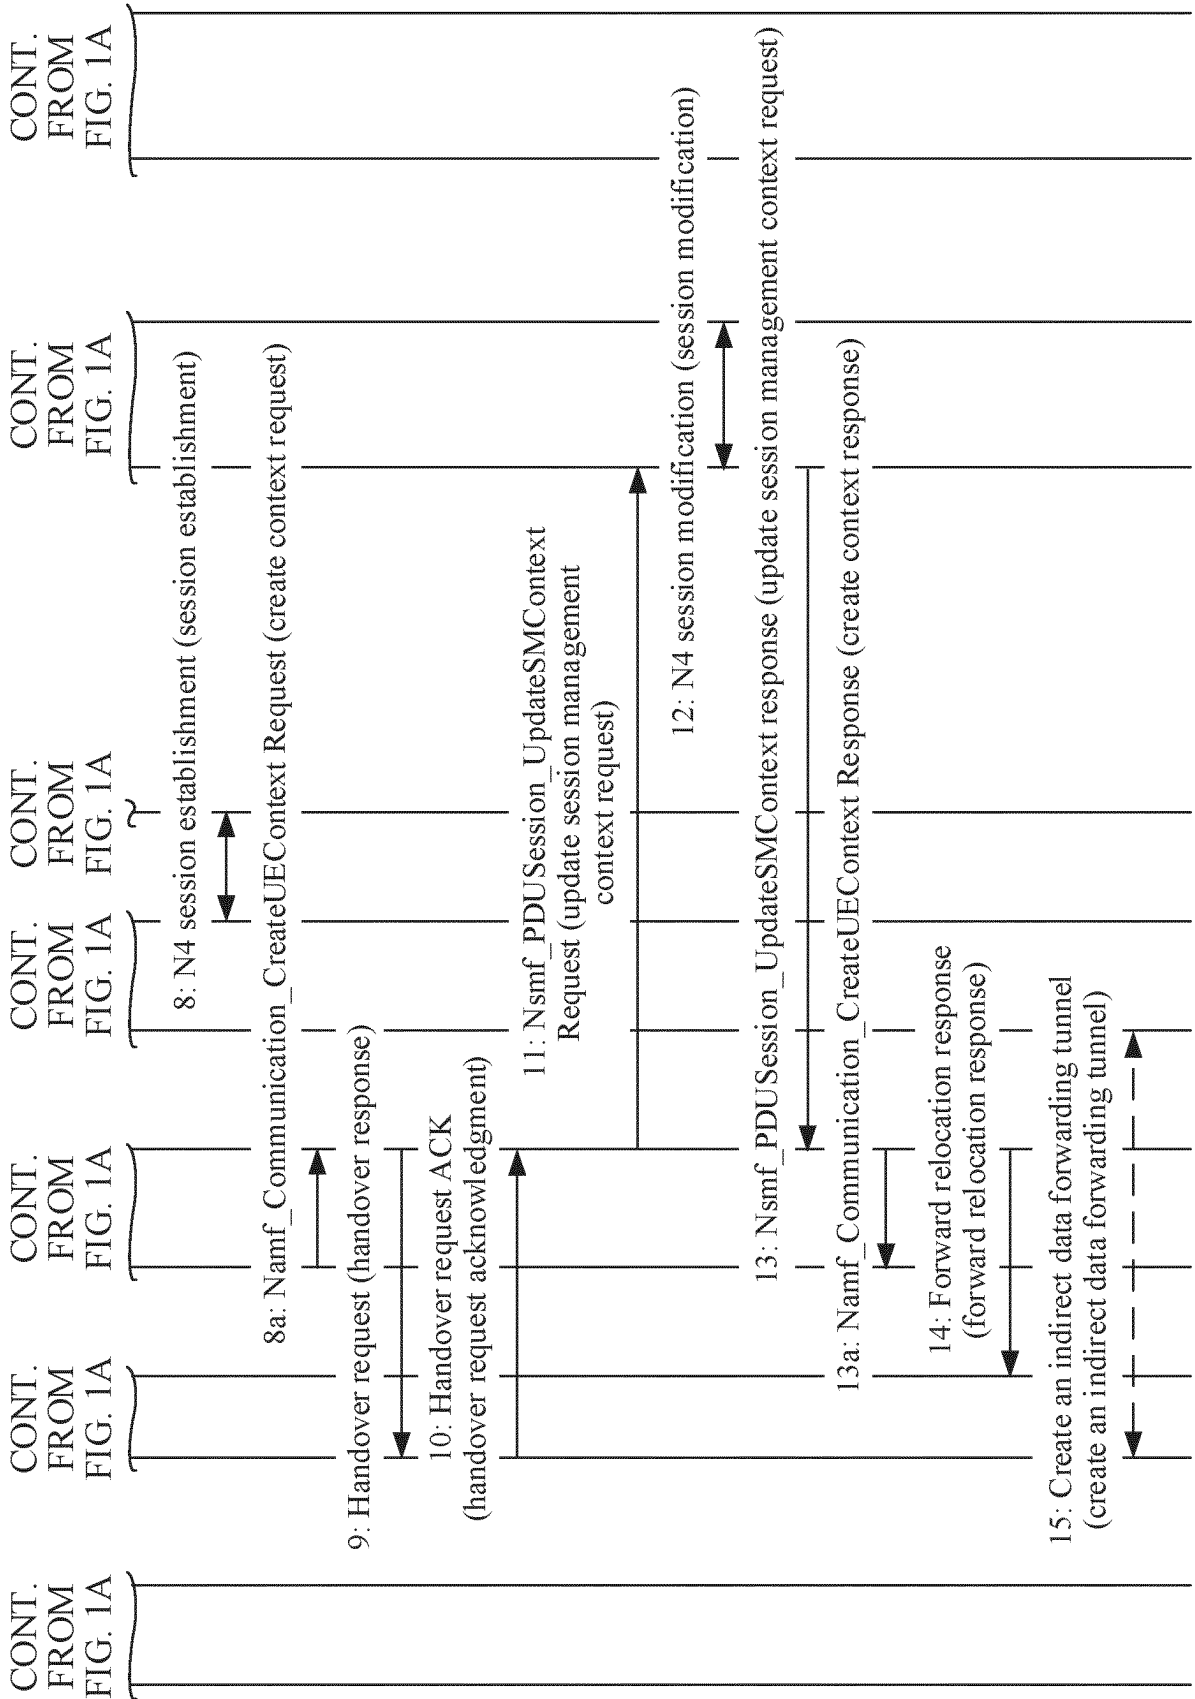 CONT.
FROM
FIG. 1A
CONT.
FROM
FIG. 1A
CONT.
FROM
FIG. 1A
CONT.
FROM
FIG. 1A
CONT.
FROM
FIG. 1A
CONT.
FROM
FIG. 1A
CONT.
FROM
FIG. 1A
8: N4 session establishment (session establishment)
8a: Namf_Communication_CreateUEContext Request (create context request)
9: Handover request (handover response)
10: Handover request ACK
(handover request acknowledgment)
11: Nsmf_PDUSession_UpdateSMContext
Request (update session management
context request)
12: N4 session modification (session modification)
13: Nsmf_PDUSession_UpdateSMContext response (update session management context request)
13a: Namf_Communication_CreateUEContext Response (create context response)
14: Forward relocation response
(forward relocation response)
15: Create an indirect data forwarding tunnel
(create an indirect data forwarding tunnel)